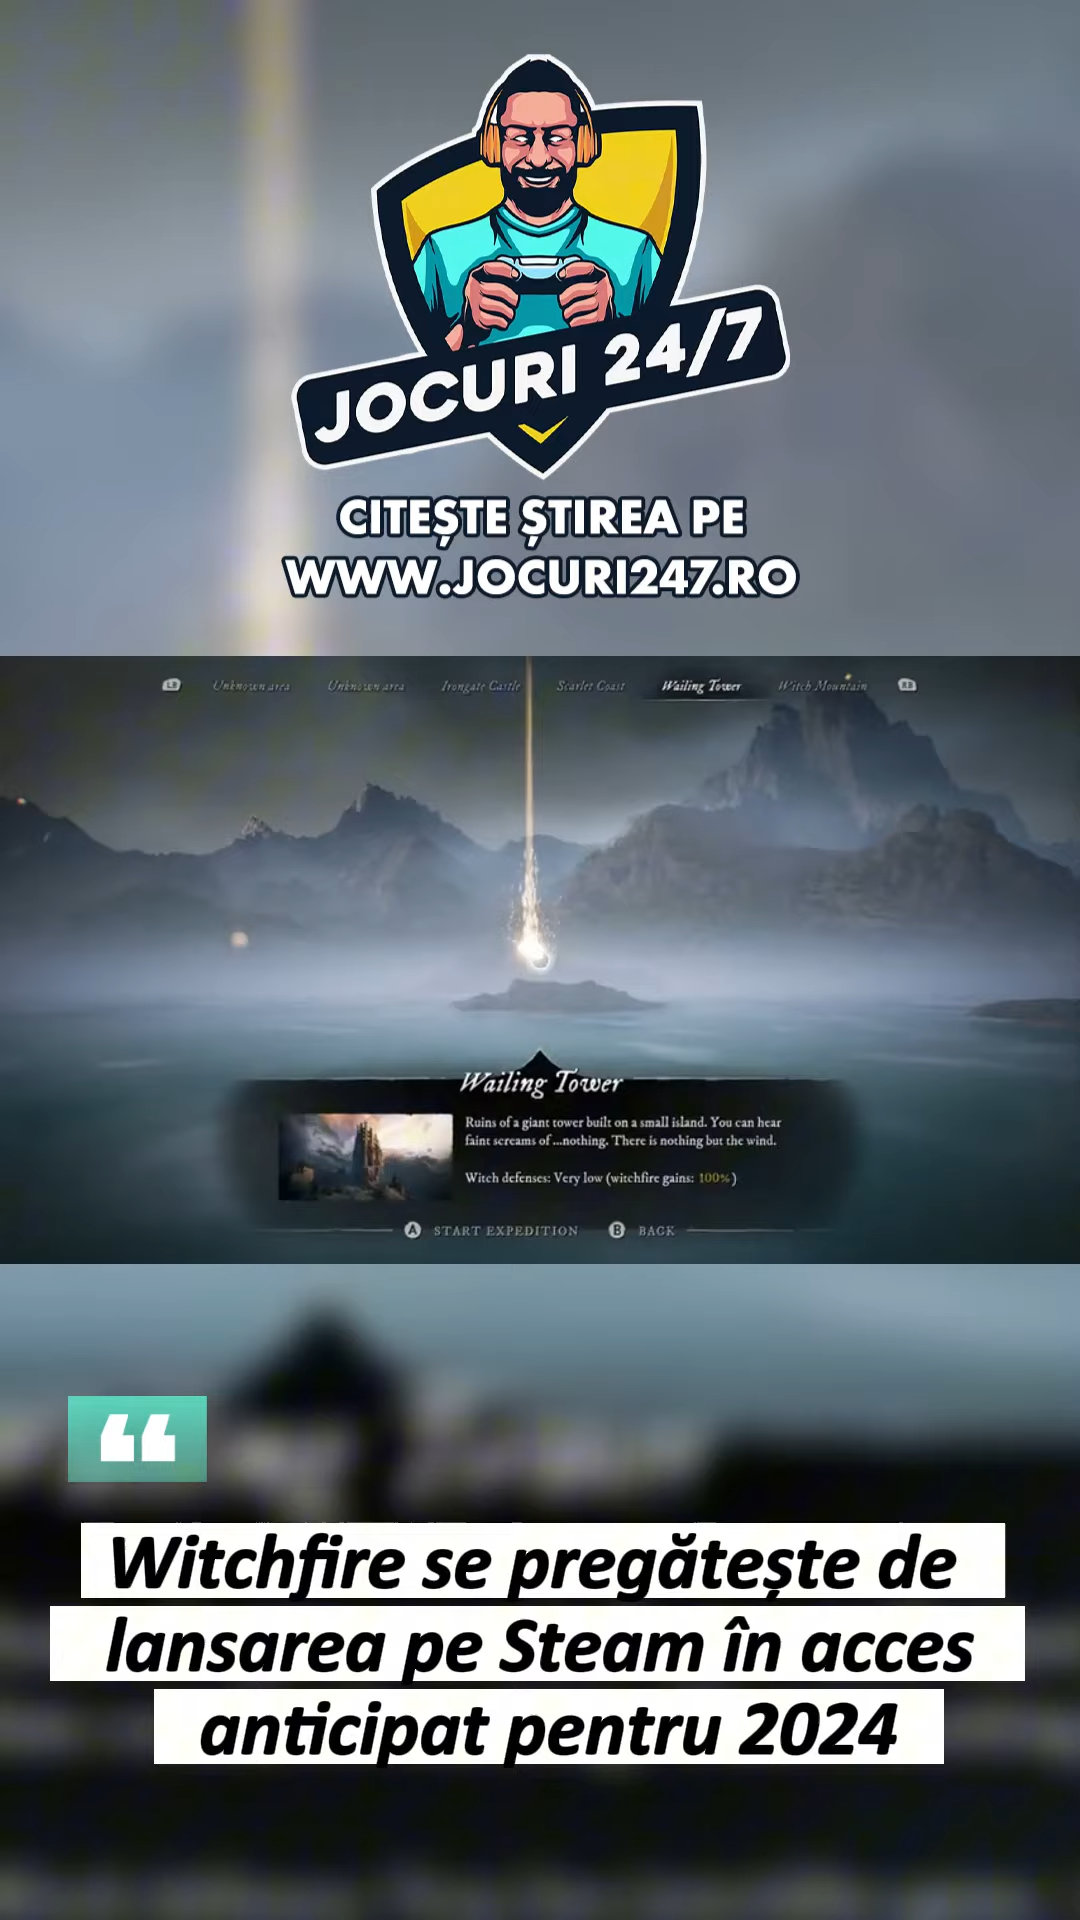 JOCURI 24/7
CITEȘTE ȘTIREA PE
WWW.JOCURI247.RO
LB Unknown area Unknown area Irongate Castle Scarlet Coast Wailing Tower Witch Mountain RB
Wailing Tower
Ruins of a giant tower built on a small island. You can hear
faint screams of ...nothing. There is nothing but the wind.
Witch defenses: Very low (witchfire gains: 100%)
A START EXPEDITION B BACK
“
Witchfire se pregătește de
lansarea pe Steam în acces
anticipat pentru 2024